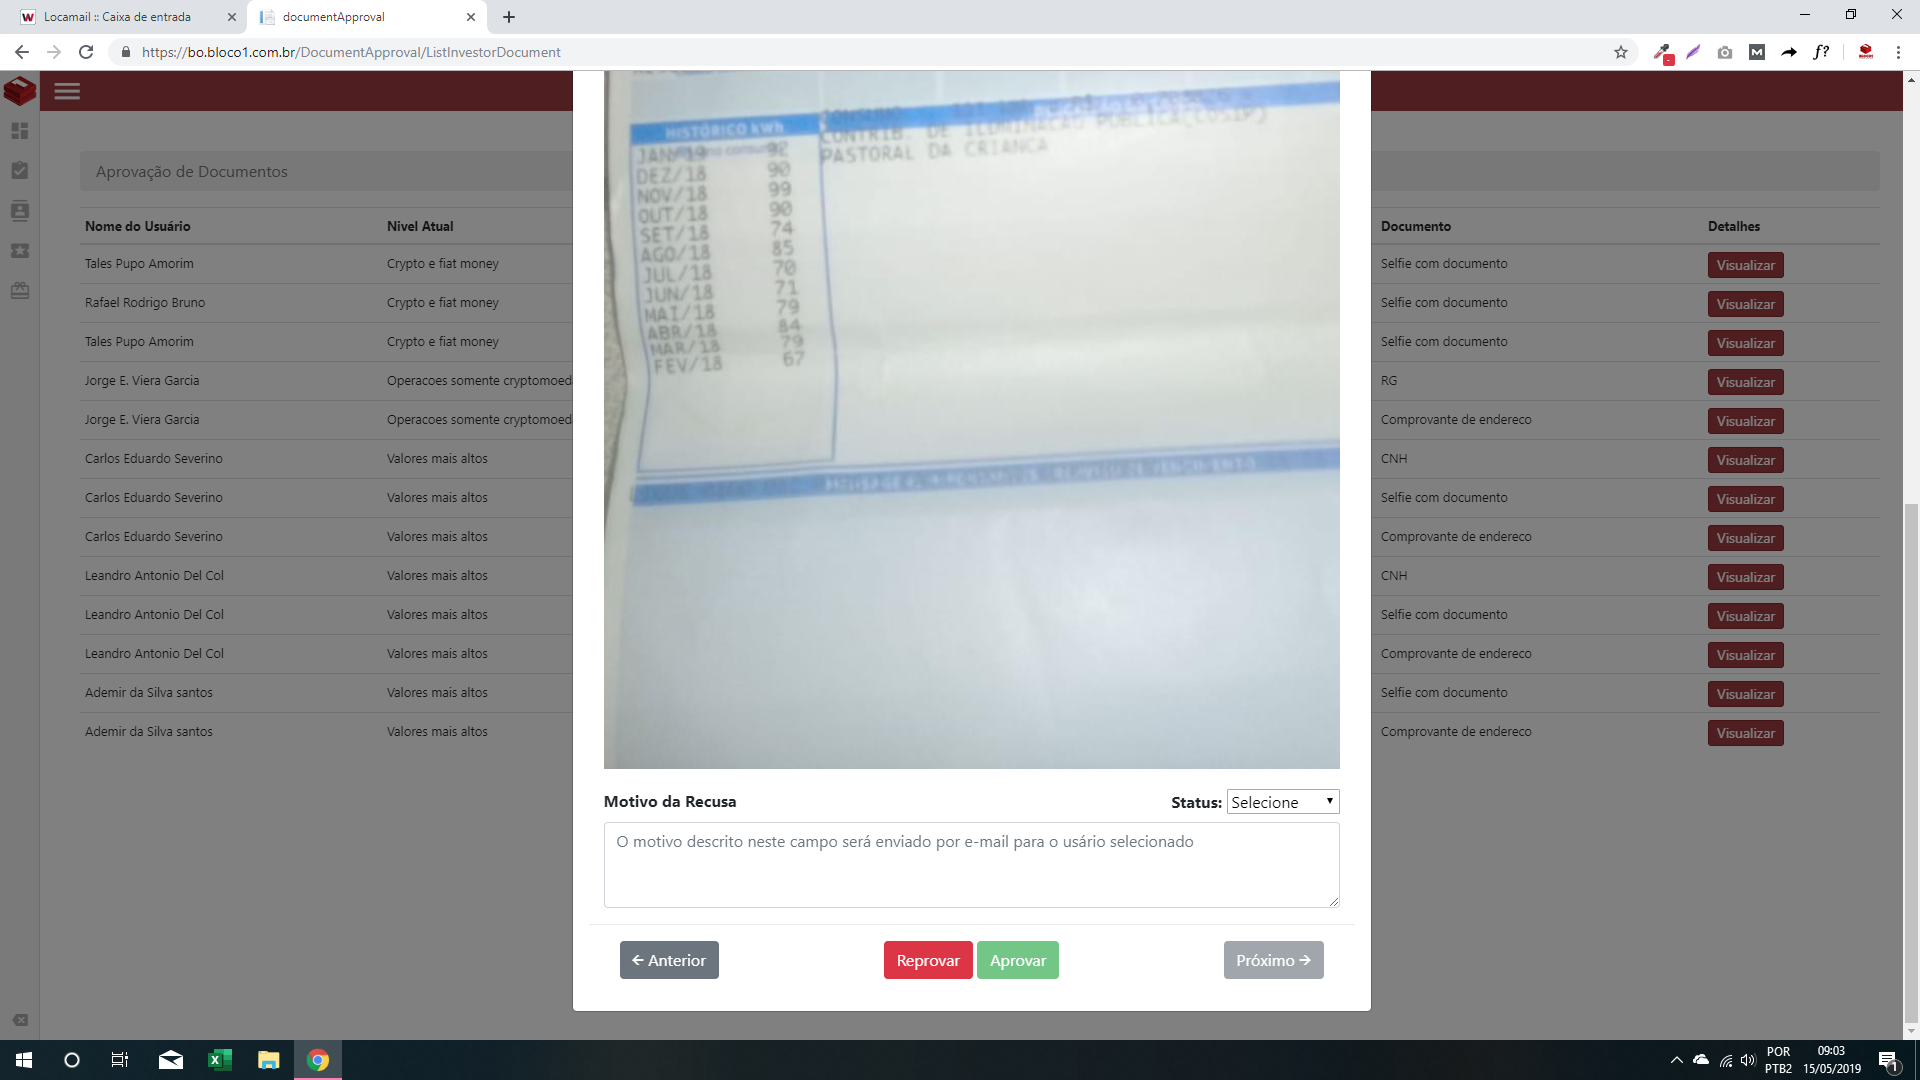 Locamail :: Caixa de entrada
documentApproval
https://bo.bloco1.com.br/DocumentApproval/ListInvestorDocument
Aprovação de Documentos
Nome do Usuário Nivel Atual Documento Detalhes
Tales Pupo Amorim Crypto e fiat money Selfie com documento Visualizar
Rafael Rodrigo Bruno Crypto e fiat money Selfie com documento Visualizar
Tales Pupo Amorim Crypto e fiat money Selfie com documento Visualizar
Jorge E. Viera Garcia Operacoes somente cryptomoed RG Visualizar
Jorge E. Viera Garcia Operacoes somente cryptomoed Comprovante de endereco Visualizar
Carlos Eduardo Severino Valores mais altos CNH Visualizar
Carlos Eduardo Severino Valores mais altos Selfie com documento Visualizar
Carlos Eduardo Severino Valores mais altos Comprovante de endereco Visualizar
Leandro Antonio Del Col Valores mais altos CNH Visualizar
Leandro Antonio Del Col Valores mais altos Selfie com documento Visualizar
Leandro Antonio Del Col Valores mais altos Comprovante de endereco Visualizar
Ademir da Silva santos Valores mais altos Selfie com documento Visualizar
Ademir da Silva santos Valores mais altos Comprovante de endereco Visualizar
CONSUMO
HISTÓRICO kWh CONTRIB. DE ILUMINACAO PUBLICA(COSIP)
JAN/19 92 PASTORAL DA CRIANCA
DEZ/18 90
NOV/18 99
OUT/18 90
SET/18 74
AGO/18 85
JUL/18 70
JUN/18 71
MAI/18 79
ABR/18 84
MAR/18 79
FEV/18 67
Motivo da Recusa Status: Selecione
O motivo descrito neste campo será enviado por e-mail para o usário selecionado
← Anterior Reprovar Aprovar Próximo →
POR 09:03
PTB2 15/05/2019
1